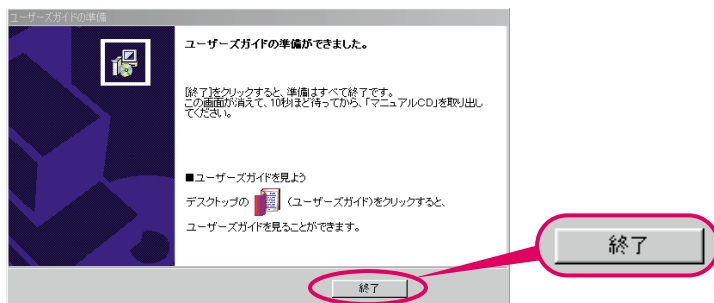 ユーザーズガイドの準備
ユーザーズガイドの準備ができました。
[終了]をクリックすると、準備はすべて終了です。
この画面が消えて、10秒ほど待ってから、「マニュアルCD」を取り出し
てください。
■ユーザーズガイドを見よう
デスクトップの (ユーザーズガイド)をクリックすると、
ユーザーズガイドを見ることができます。
終了
終了